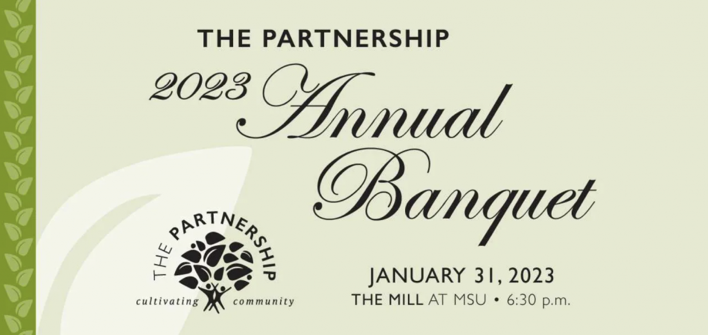 THE PARTNERSHIP
2023 Annual
Banquet
THE PARTNERSHIP
cultivating community
JANUARY 31, 2023
THE MILL AT MSU • 6:30 p.m.